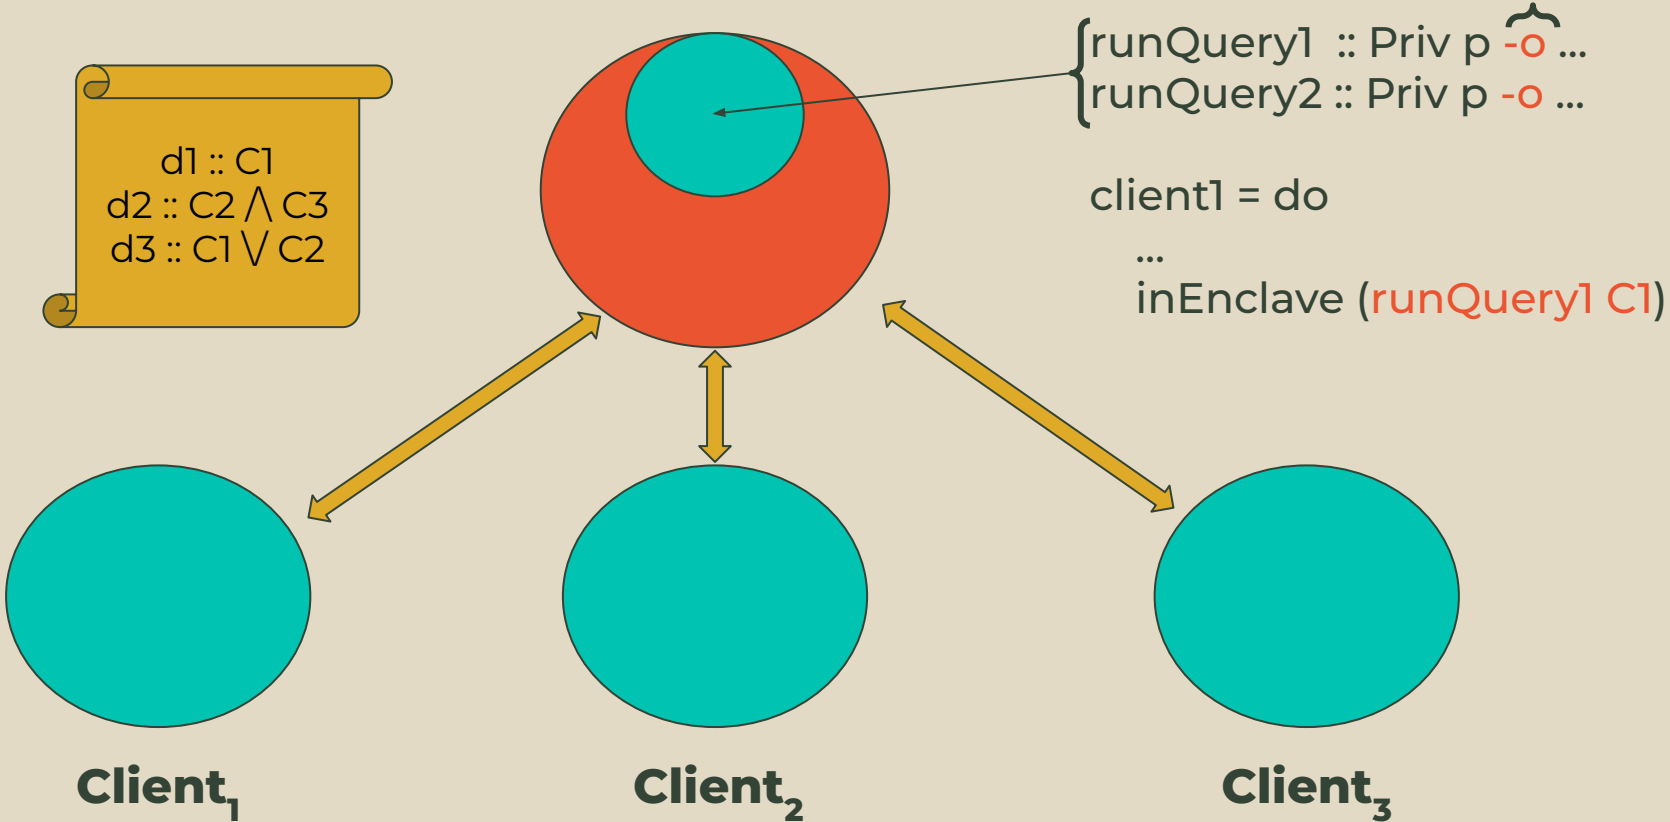 d1 :: C1
d2 :: C2 /\ C3
d3 :: C1 \/ C2
runQuery1 :: Priv p -o ...
runQuery2 :: Priv p -o ...
client1 = do
...
inEnclave (runQuery1 C1)
Client₁
Client₂
Client₃